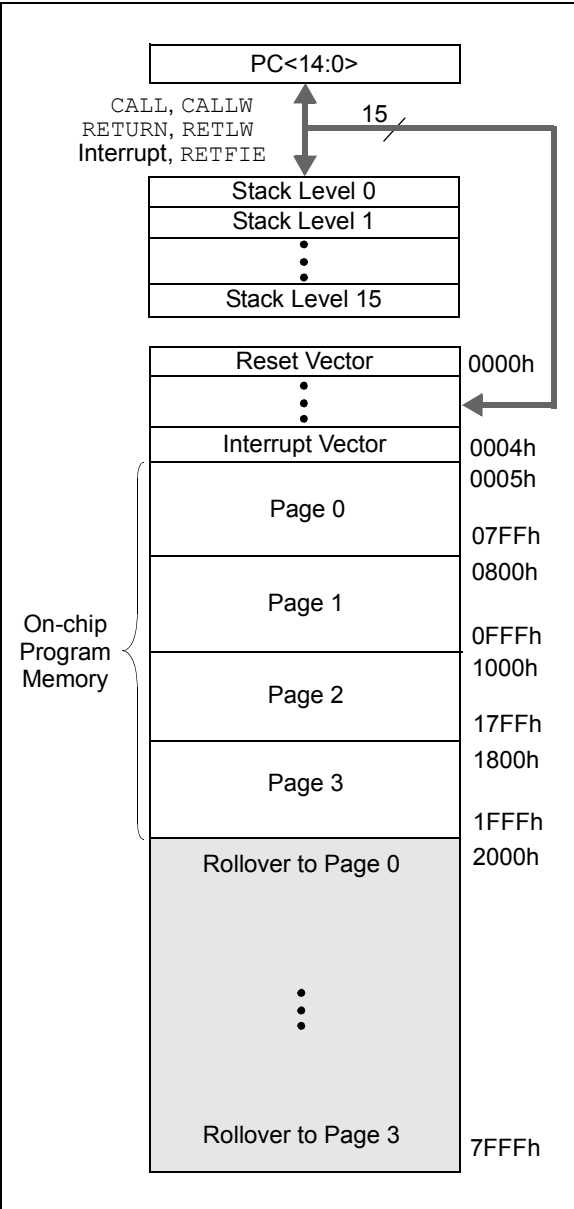 PC<14:0>
CALL, CALLW
RETURN, RETLW
Interrupt, RETFIE
15
Stack Level 0
Stack Level 1
Stack Level 15
Reset Vector
0000h
Interrupt Vector
0004h
0005h
Page 0
07FFh
0800h
Page 1
0FFFh
On-chip
Program
Memory
1000h
Page 2
17FFh
1800h
Page 3
1FFFh
2000h
Rollover to Page 0
Rollover to Page 3
7FFFh